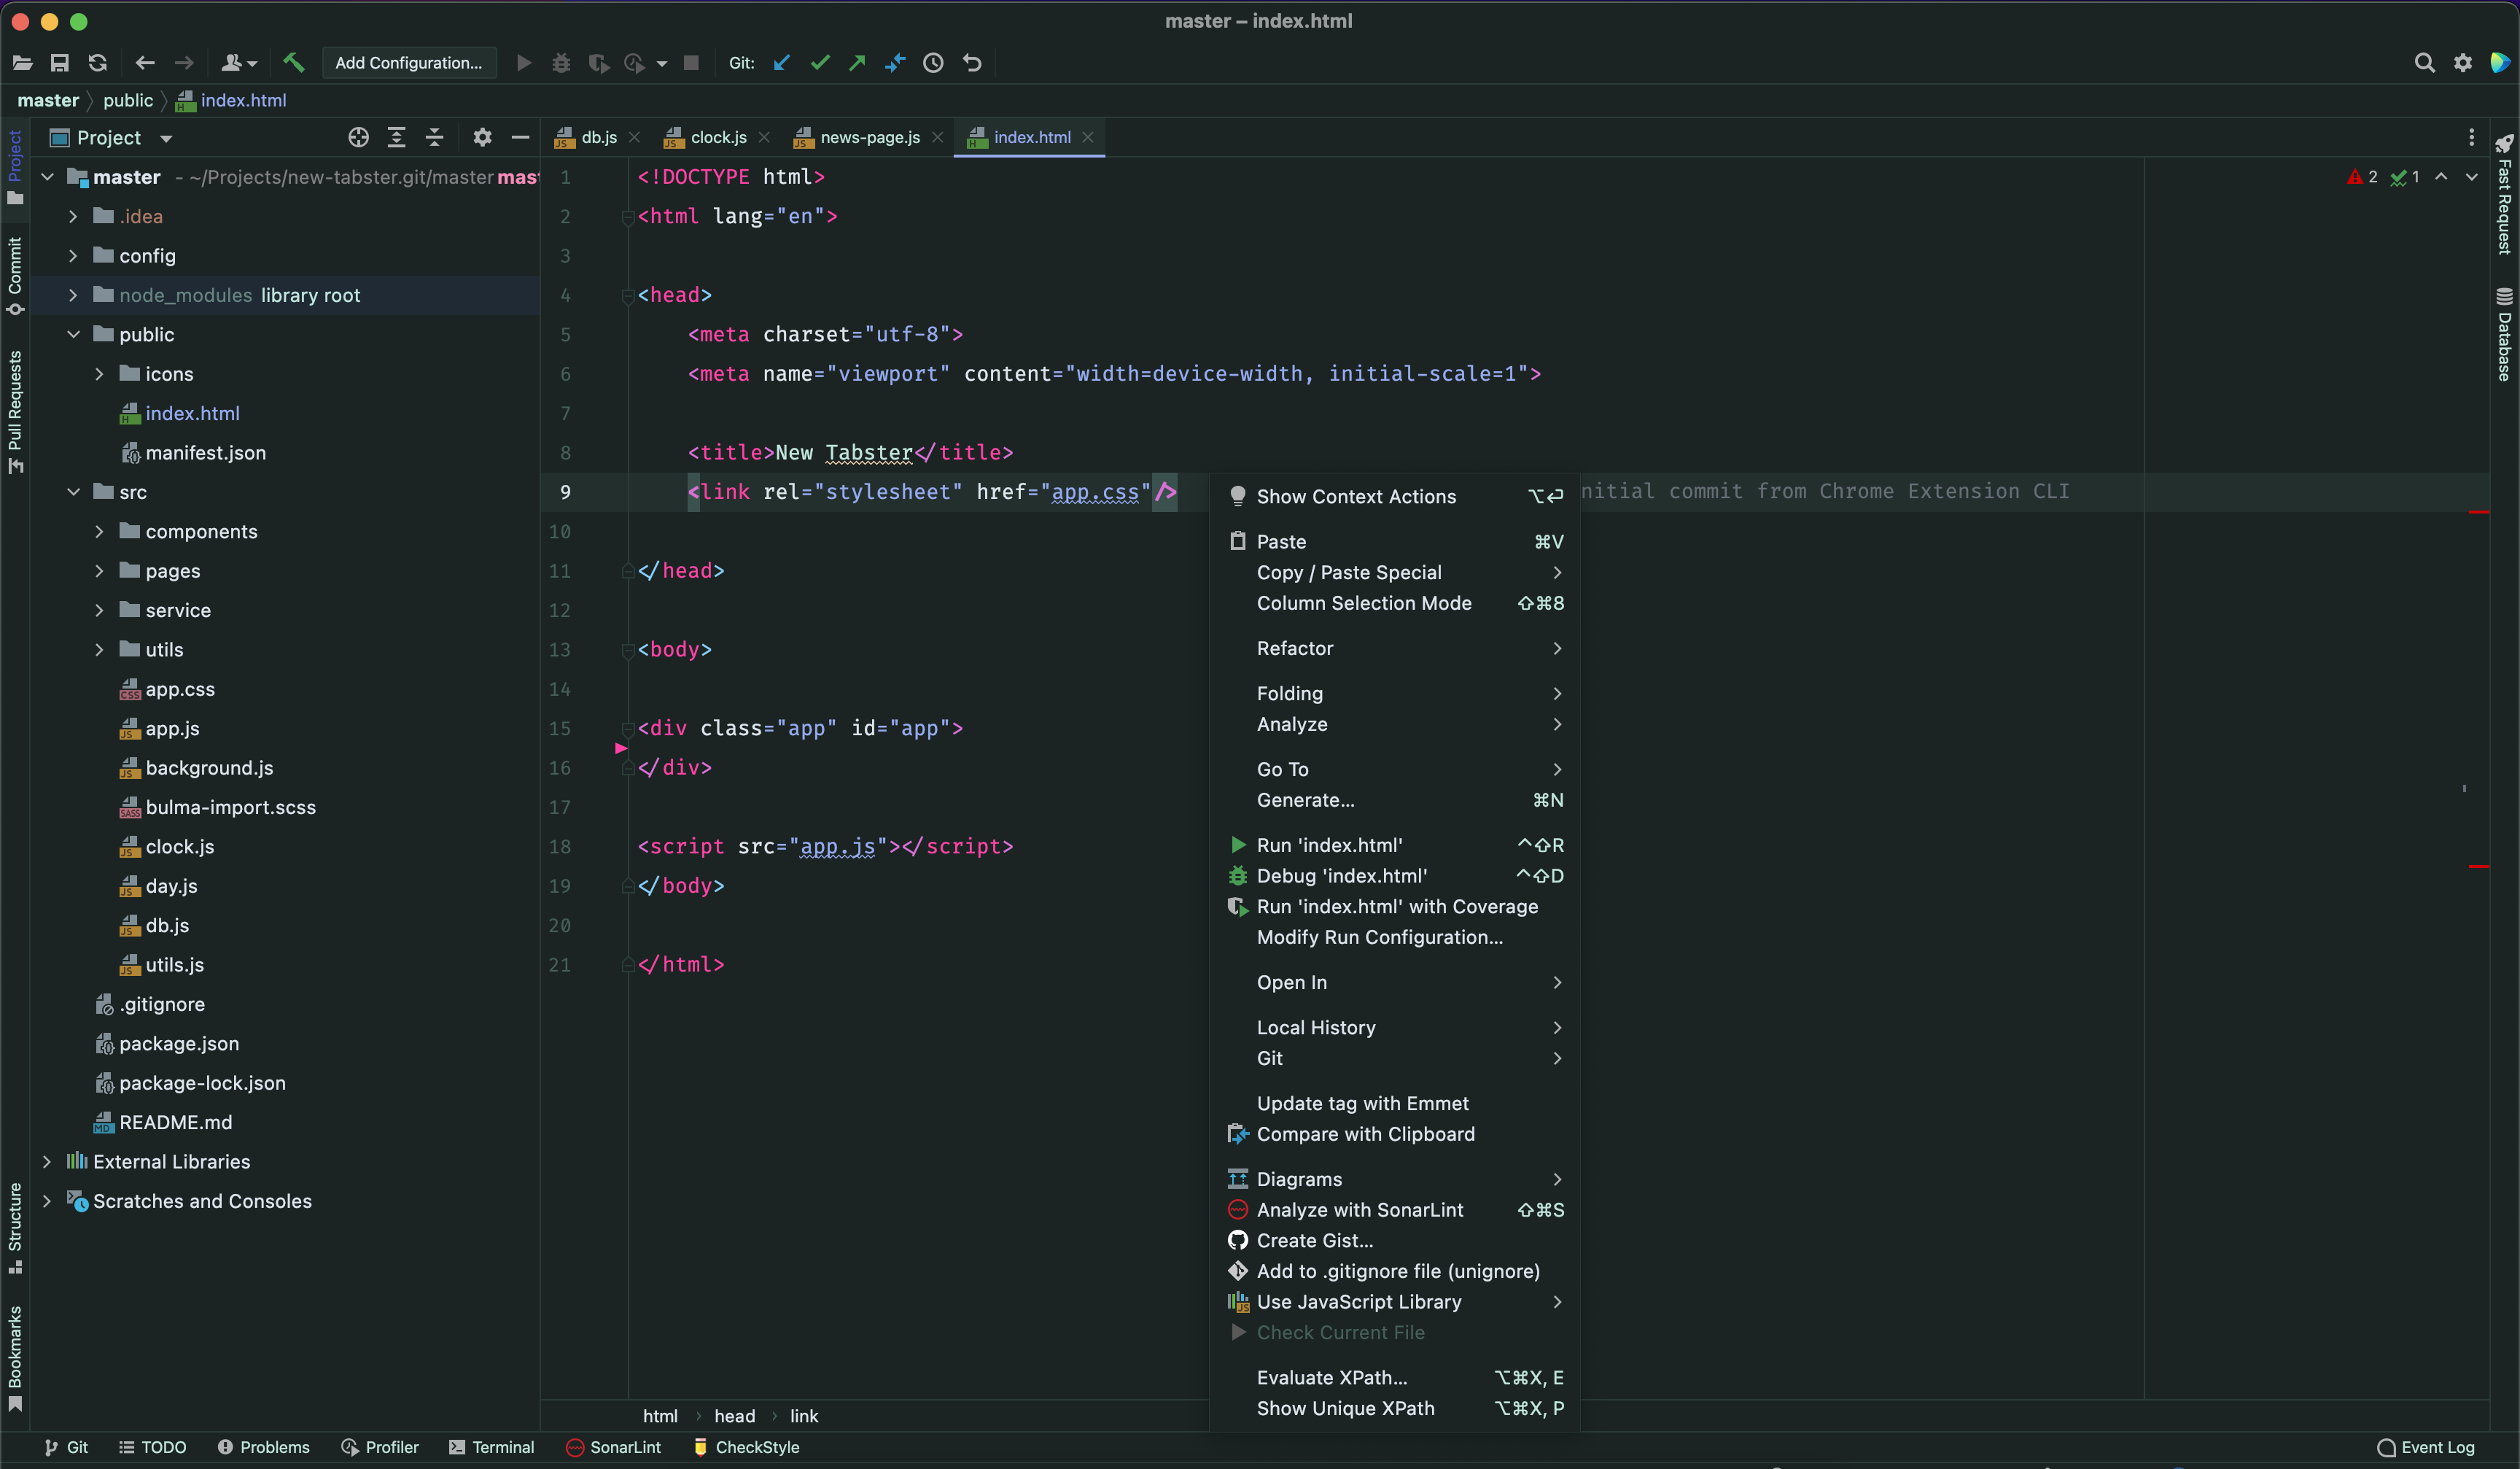 master – index.html
Add Configuration...
Git:
master
public
index.html
Project
db.js
clock.js
news-page.js
index.html
Project
Commit
Pull Requests
Structure
Bookmarks
master - ~/Projects/new-tabster.git/master
.idea
config
node_modules library root
public
icons
index.html
manifest.json
src
components
pages
service
utils
app.css
app.js
background.js
bulma-import.scss
clock.js
day.js
db.js
utils.js
.gitignore
package.json
package-lock.json
README.md
External Libraries
Scratches and Consoles
1 <!DOCTYPE html>
2 <html lang="en">
3
4 <head>
5 <meta charset="utf-8">
6 <meta name="viewport" content="width=device-width, initial-scale=1">
7
8 <title>New Tabster</title>
9 <link rel="stylesheet" href="app.css"/> nitial commit from Chrome Extension CLI
10
11 </head>
12
13 <body>
14
15 <div class="app" id="app">
16 </div>
17
18 <script src="app.js"></script>
19 </body>
20
21 </html>
2 1
Show Context Actions ⌥⏎
Paste ⌘V
Copy / Paste Special
Column Selection Mode ⇧⌘8
Refactor
Folding
Analyze
Go To
Generate... ⌘N
Run 'index.html' ^⇧R
Debug 'index.html' ^⇧D
Run 'index.html' with Coverage
Modify Run Configuration...
Open In
Local History
Git
Update tag with Emmet
Compare with Clipboard
Diagrams
Analyze with SonarLint ⇧⌘S
Create Gist...
Add to .gitignore file (unignore)
Use JavaScript Library
Check Current File
Evaluate XPath... ⌥⌘X, E
Show Unique XPath ⌥⌘X, P
Fast Request
Database
html
head
link
Git
TODO
Problems
Profiler
Terminal
SonarLint
CheckStyle
Event Log